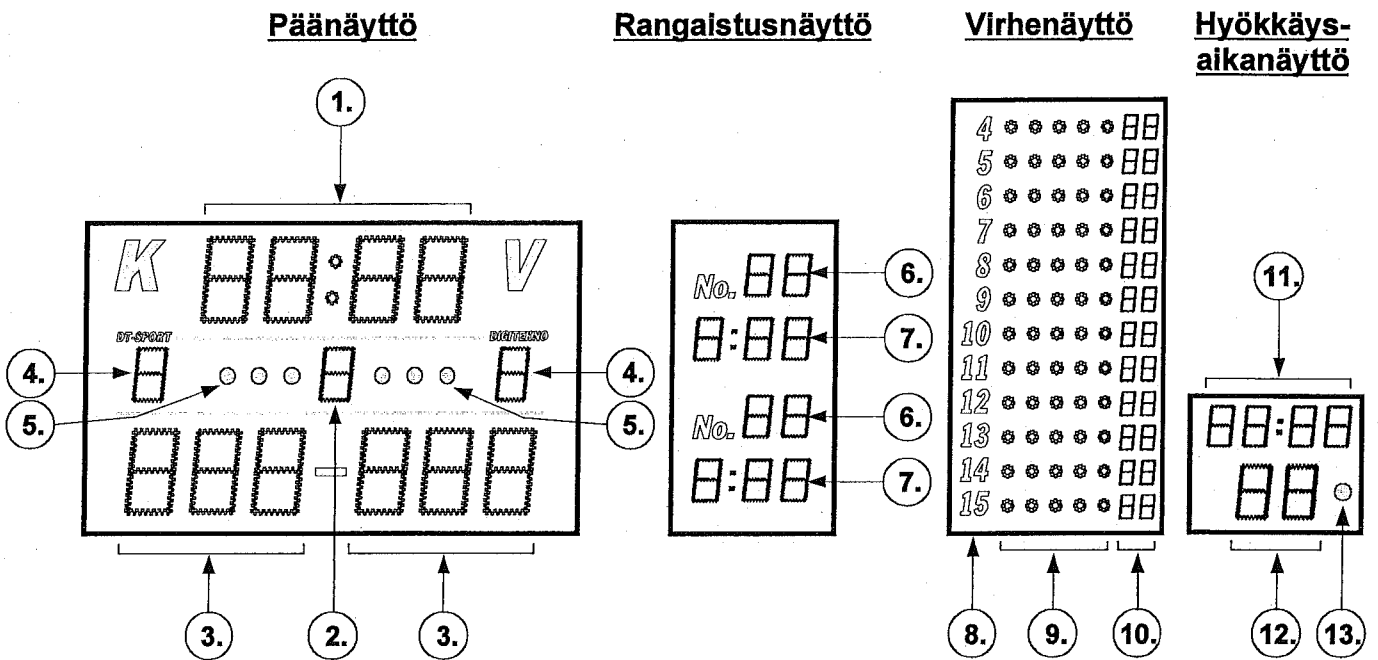 Päänäyttö
Rangaistusnäyttö
Virhenäyttö
Hyökkäys-
aikanäyttö
1.
K
V
DT-SPORT
DIGITEKNO
4.
4.
5.
5.
3.
2.
3.
No.
6.
7.
No.
6.
7.
4
5
6
7
8
9
10
11
12
13
14
15
8.
9.
10.
11.
12.
13.